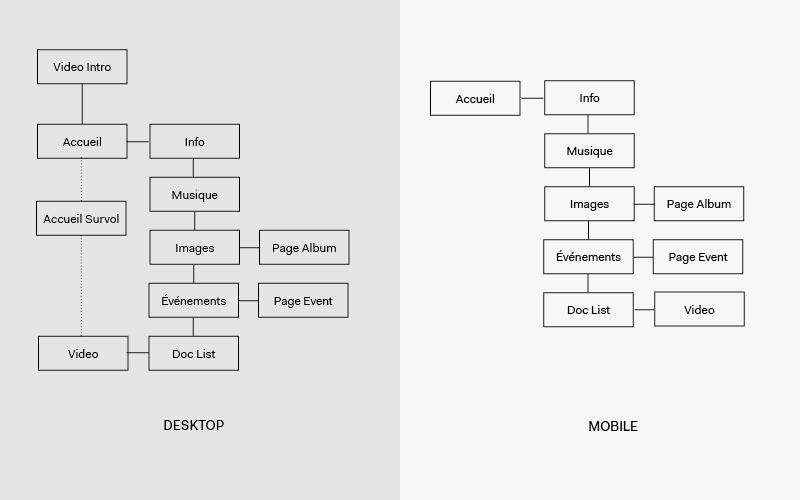 Video Intro
Accueil
Info
Musique
Accueil Survol
Images
Page Album
Événements
Page Event
Video
Doc List
DESKTOP
Accueil
Info
Musique
Images
Page Album
Événements
Page Event
Doc List
Video
MOBILE